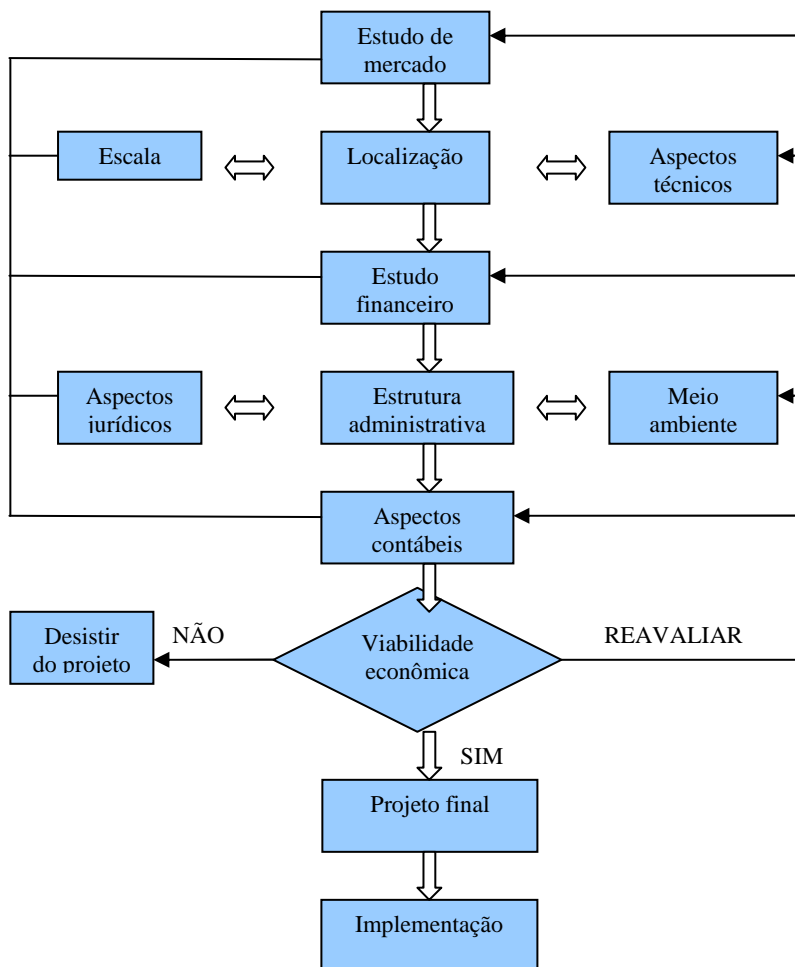 Estudo de
mercado
Escala
Localização
Aspectos
técnicos
Estudo
financeiro
Aspectos
jurídicos
Estrutura
administrativa
Meio
ambiente
Aspectos
contábeis
Desistir
do projeto
NÃO
Viabilidade
econômica
REAVALIAR
SIM
Projeto final
Implementação